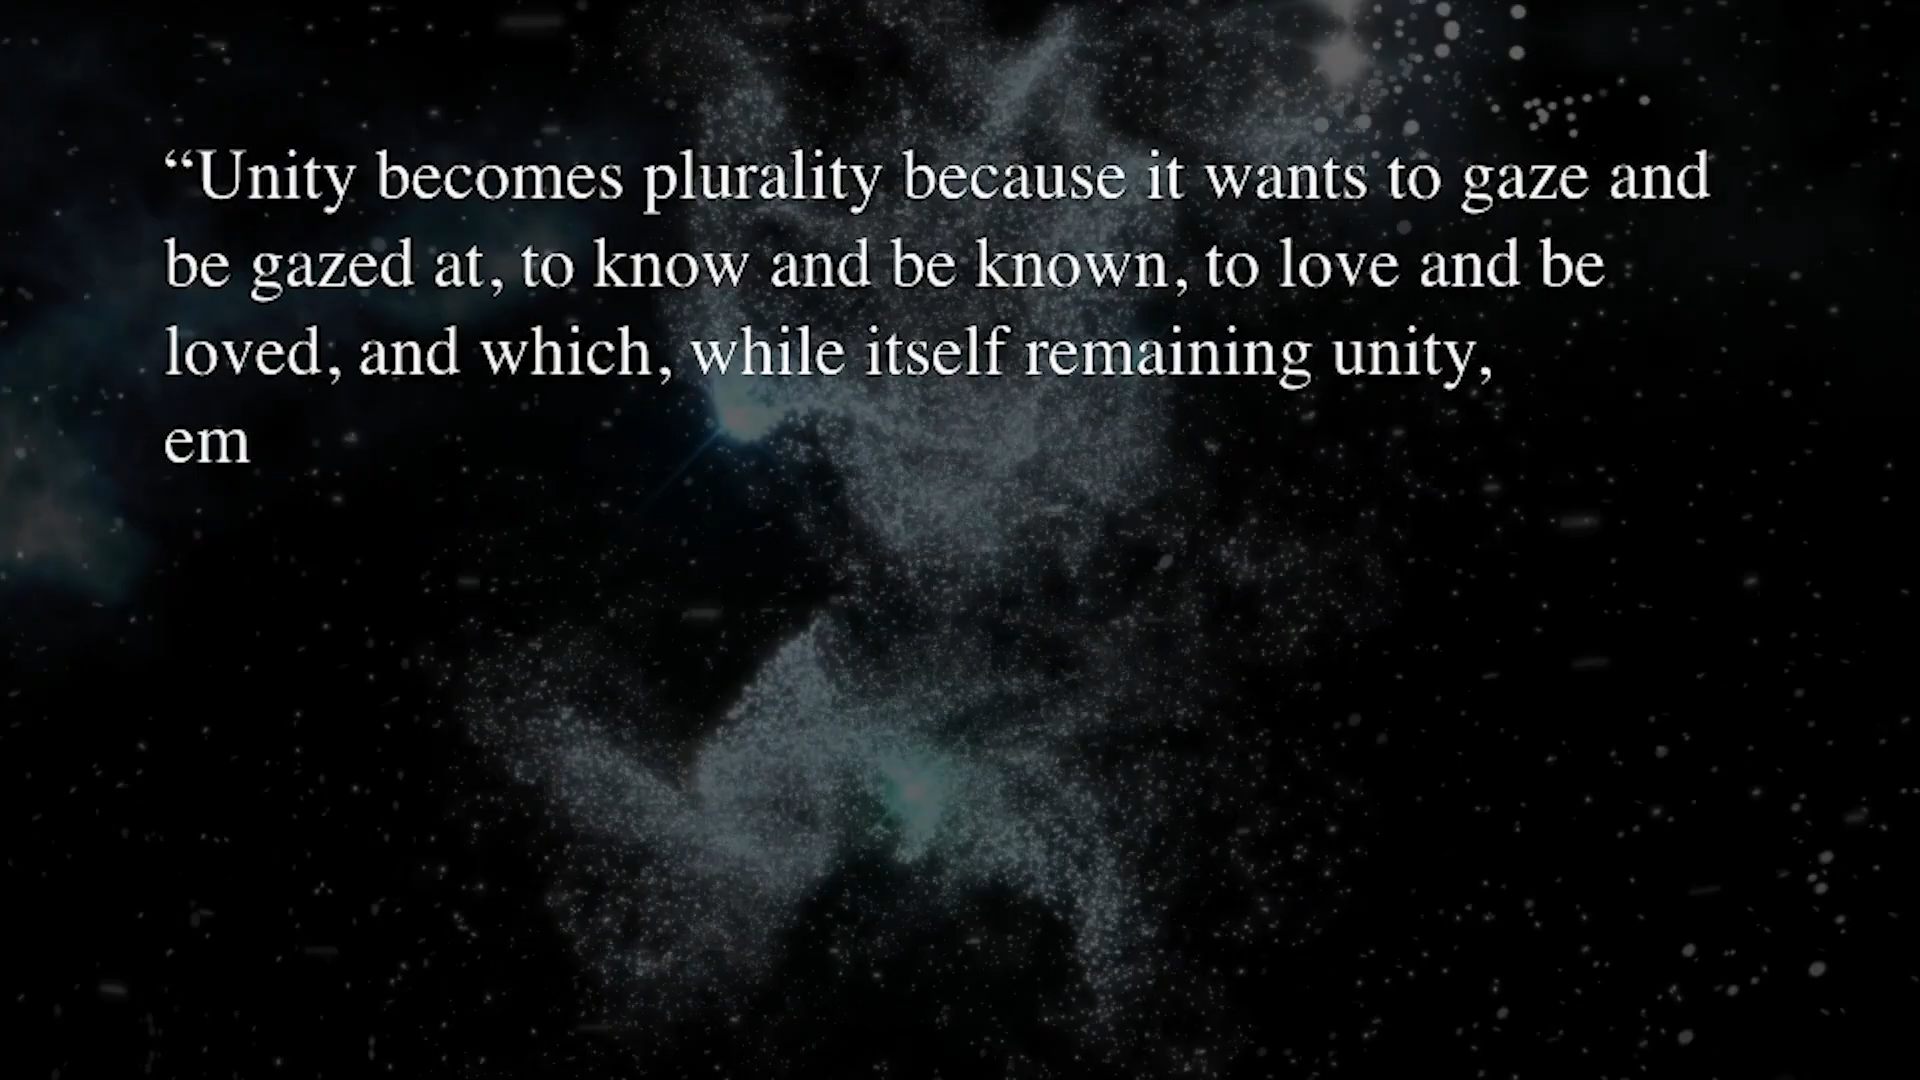 “Unity becomes plurality because it wants to gaze and
be gazed at, to know and be known, to love and be
loved, and which, while itself remaining unity,
em